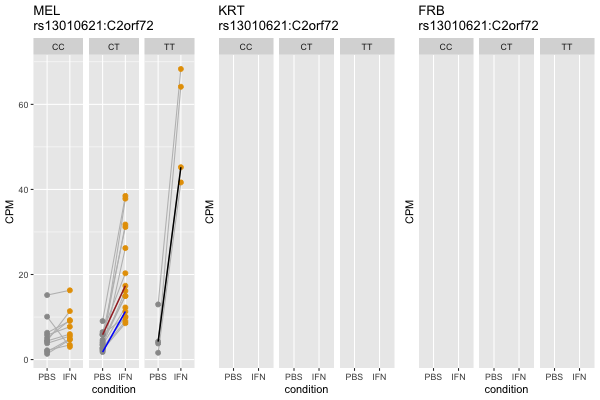 MEL
rs13010621:C2orf72
CC CT TT
CPM
60
40
20
0
PBS IFN PBS IFN PBS IFN
condition
KRT
rs13010621:C2orf72
CC CT TT
CPM
PBS IFN PBS IFN PBS IFN
condition
FRB
rs13010621:C2orf72
CC CT TT
CPM
PBS IFN PBS IFN PBS IFN
condition